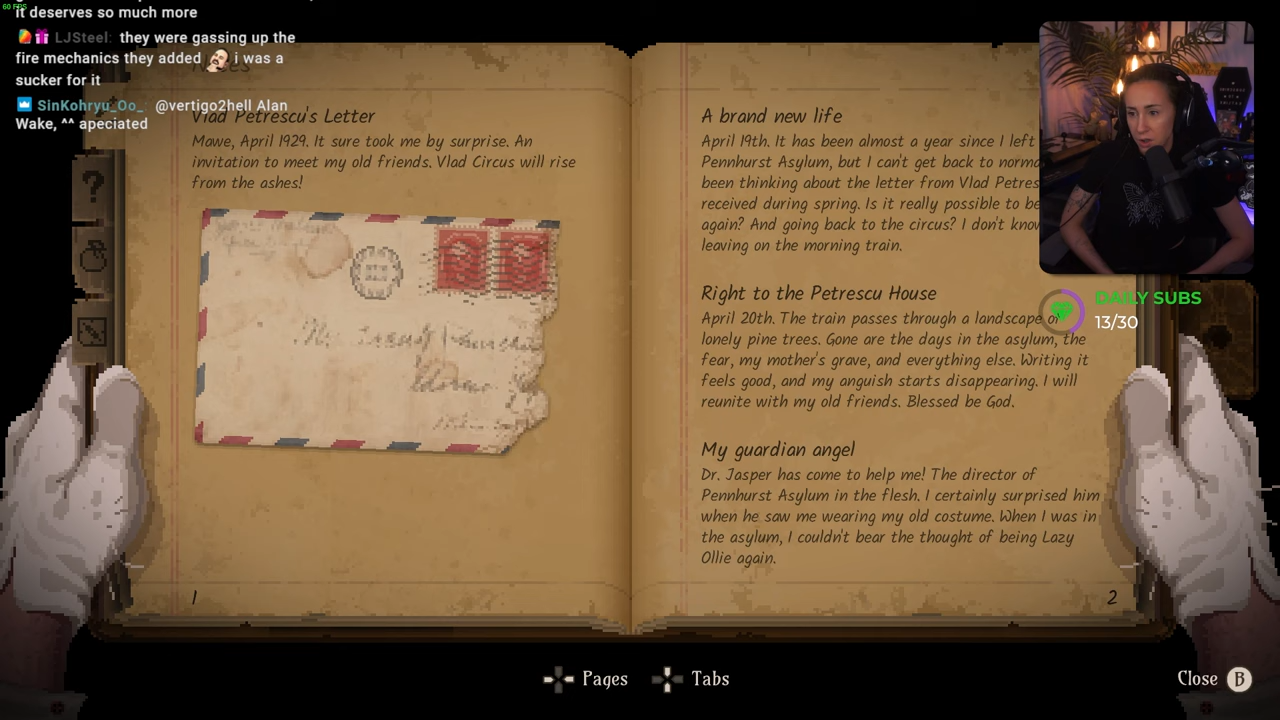 60 FPS
it deserves so much more
LJSteel: they were gassing up the
fire mechanics they added i was a
sucker for it
SinKohryu_Oo_: @vertigo2hell Alan
Wake, ^^ apeciated
Vlad Petrescu's Letter
Mawe, April 1929. It sure took me by surprise. An
invitation to meet my old friends. Vlad Circus will rise
from the ashes!
1
A brand new life
April 19th. It has been almost a year since I left
Pennhurst Asylum, but I can't get back to
been thinking about the letter from Vlad
received during spring. Is it really possible to be
again? And going back to the circus? I don't
leaving on the morning train.
Right to the Petrescu House
April 20th. The train passes through a landscape of
lonely pine trees. Gone are the days in the asylum, the
fear, my mother's grave, and everything else. Writing it
feels good, and my anguish starts disappearing. I will
reunite with my old friends. Blessed be God.
My guardian angel
Dr. Jasper has come to help me! The director of
Pennhurst Asylum in the flesh. I certainly surprised him
when he saw me wearing my old costume. When I was in
the asylum, I couldn't bear the thought of being Lazy
Ollie again.
2
DAILY SUBS
13/30
Pages
Tabs
Close B